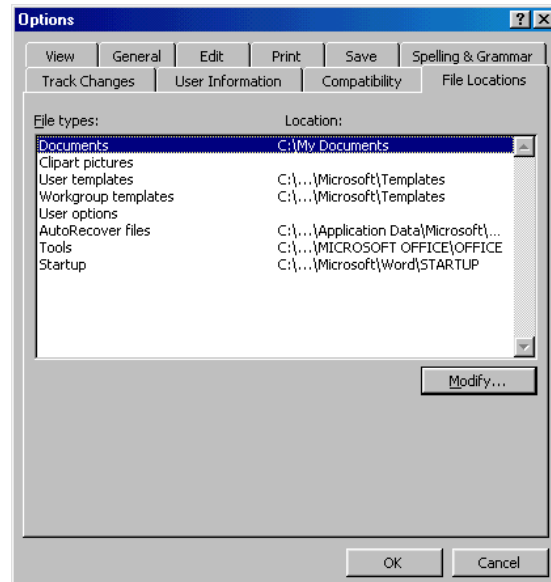 Options
View General Edit Print Save Spelling & Grammar
Track Changes User Information Compatibility File Locations
File types: Location:
Documents C:\My Documents
Clipart pictures
User templates C:\...\Microsoft\Templates
Workgroup templates C:\...\Microsoft\Templates
User options
AutoRecover files C:\...\Application Data\Microsoft\...
Tools C:\...\MICROSOFT OFFICE\OFFICE
Startup C:\...\Microsoft\Word\STARTUP
Modify...
OK Cancel